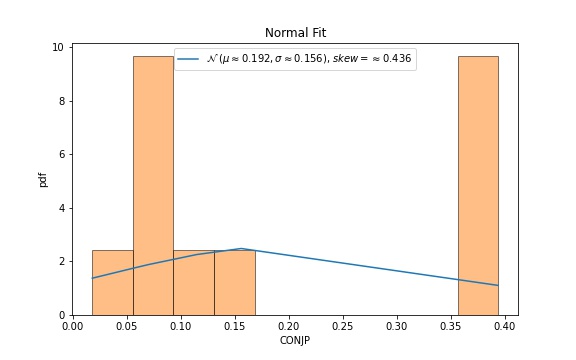 Normal Fit
𝒩(μ ≈ 0.192, σ ≈ 0.156), skew = ≈ 0.436
10
8
6
4
2
0
pdf
0.00 0.05 0.10 0.15 0.20 0.25 0.30 0.35 0.40
CONJP